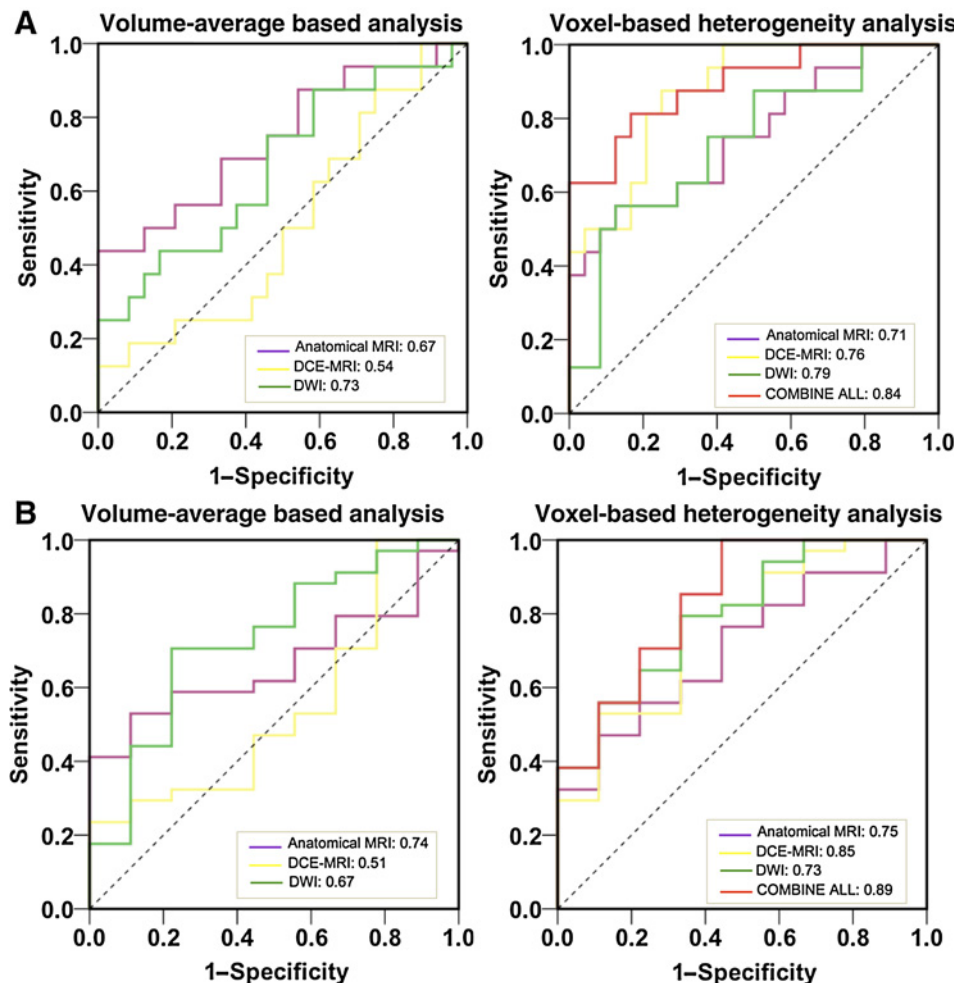 A
Volume-average based analysis
1.0
0.8
0.6
0.4
0.2
0.0
Sensitivity
0.0 0.2 0.4 0.6 0.8 1.0
1–Specificity
Anatomical MRI: 0.67
DCE-MRI: 0.54
DWI: 0.73
Voxel-based heterogeneity analysis
1.0
0.8
0.6
0.4
0.2
0.0
Sensitivity
0.0 0.2 0.4 0.6 0.8 1.0
1–Specificity
Anatomical MRI: 0.71
DCE-MRI: 0.76
DWI: 0.79
COMBINE ALL: 0.84
B
Volume-average based analysis
1.0
0.8
0.6
0.4
0.2
0.0
Sensitivity
0.0 0.2 0.4 0.6 0.8 1.0
1–Specificity
Anatomical MRI: 0.74
DCE-MRI: 0.51
DWI: 0.67
Voxel-based heterogeneity analysis
1.0
0.8
0.6
0.4
0.2
0.0
Sensitivity
0.0 0.2 0.4 0.6 0.8 1.0
1–Specificity
Anatomical MRI: 0.75
DCE-MRI: 0.85
DWI: 0.73
COMBINE ALL: 0.89